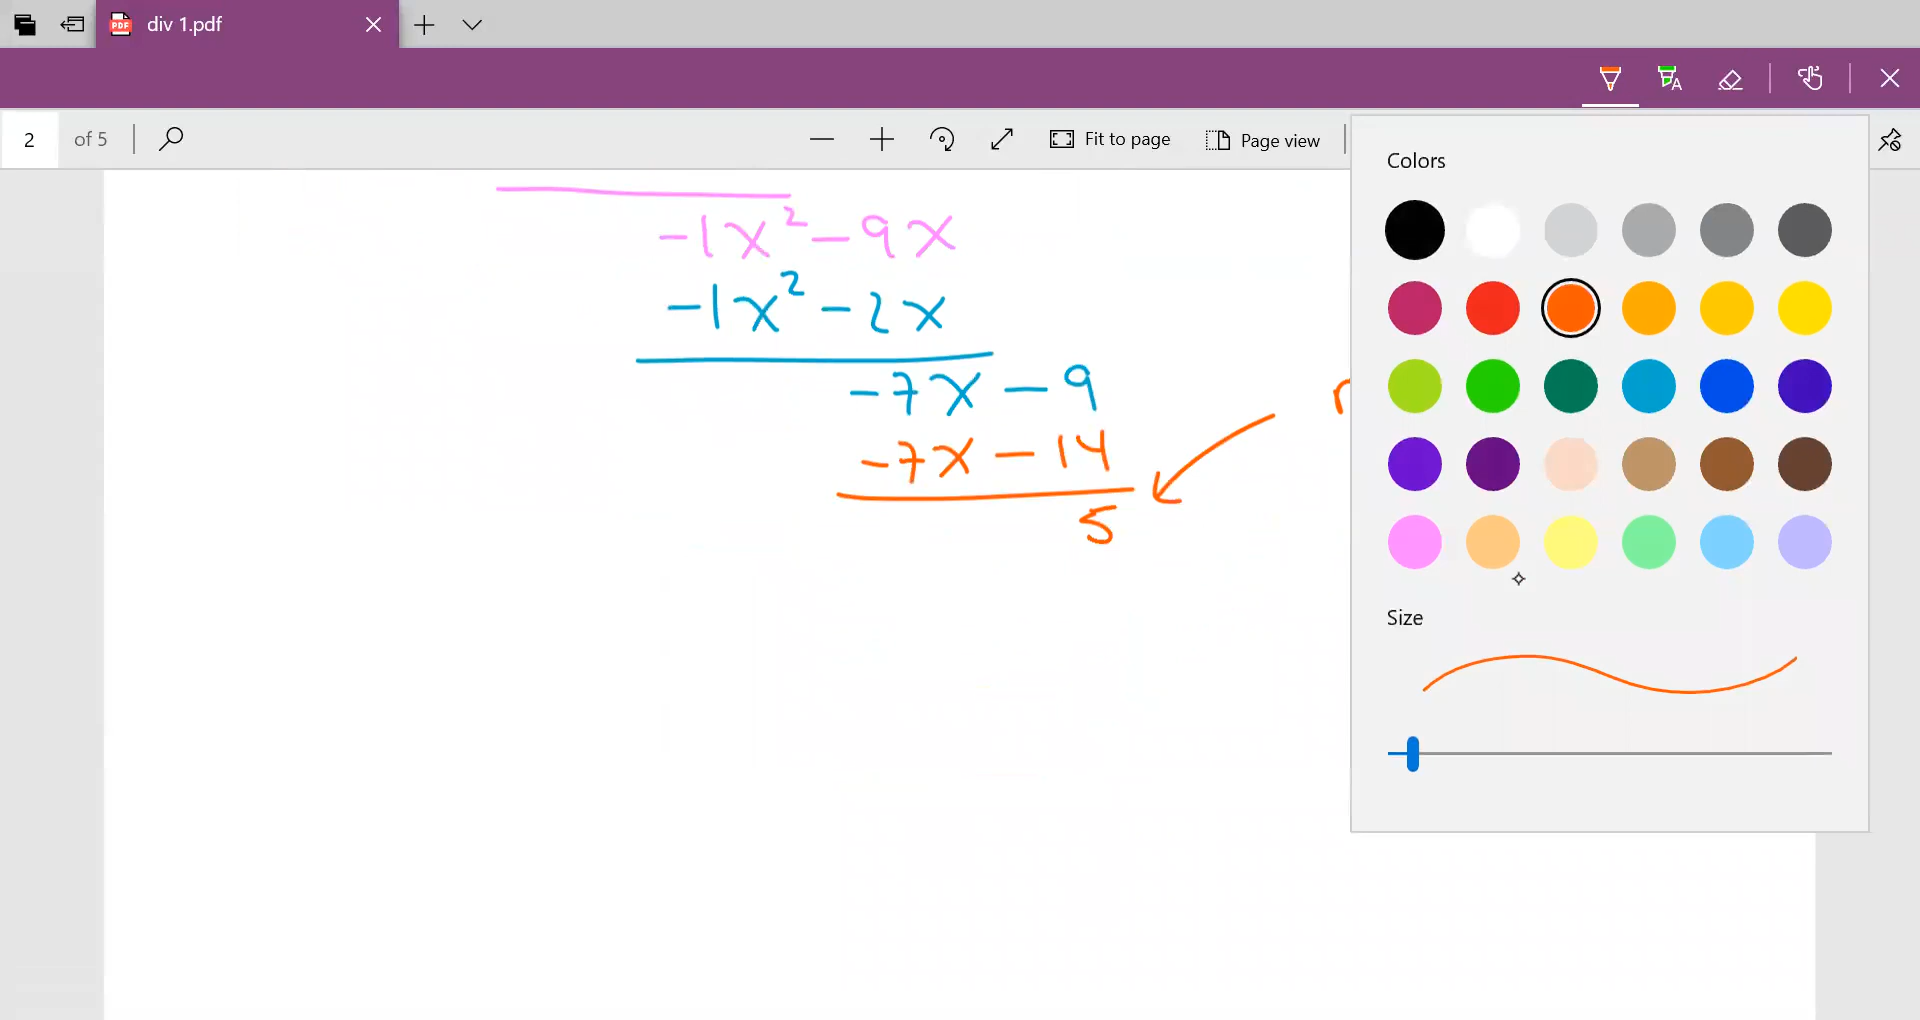 div 1.pdf
2 of 5
Fit to page
Page view
Colors
-1x² - 9x
-1x² - 2x
-7x - 9
-7x - 14
5
Size